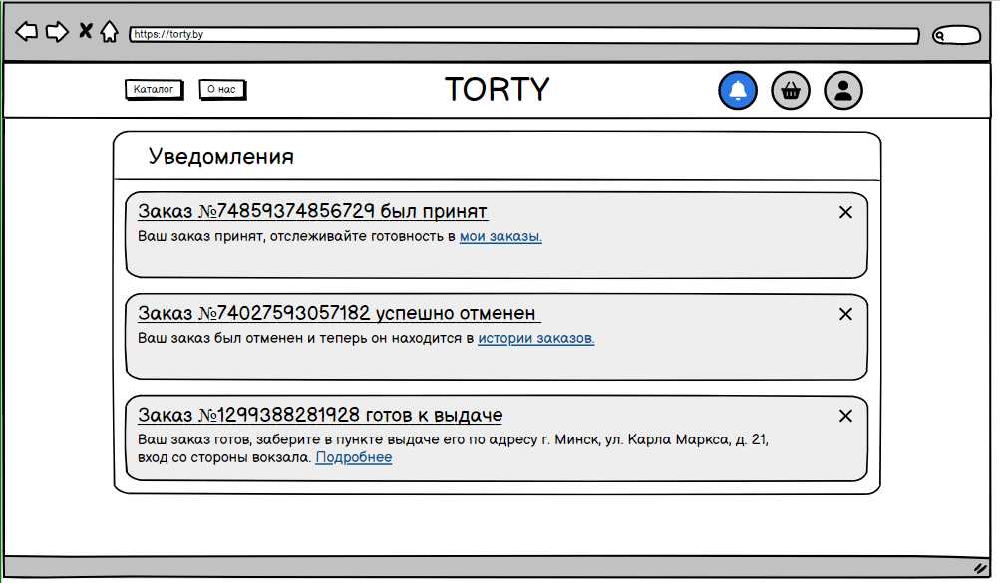 https://torty.by
Каталог
О нас
TORTY
Уведомления
Заказ №74859374856729 был принят
Ваш заказ принят, отслеживайте готовность в мои заказы.
Заказ №74027593057182 успешно отменен
Ваш заказ был отменен и теперь он находится в истории заказов.
Заказ №1299388281928 готов к выдаче
Ваш заказ готов, заберите в пункте выдаче его по адресу г. Минск, ул. Карла Маркса, д. 21,
вход со стороны вокзала. Подробнее